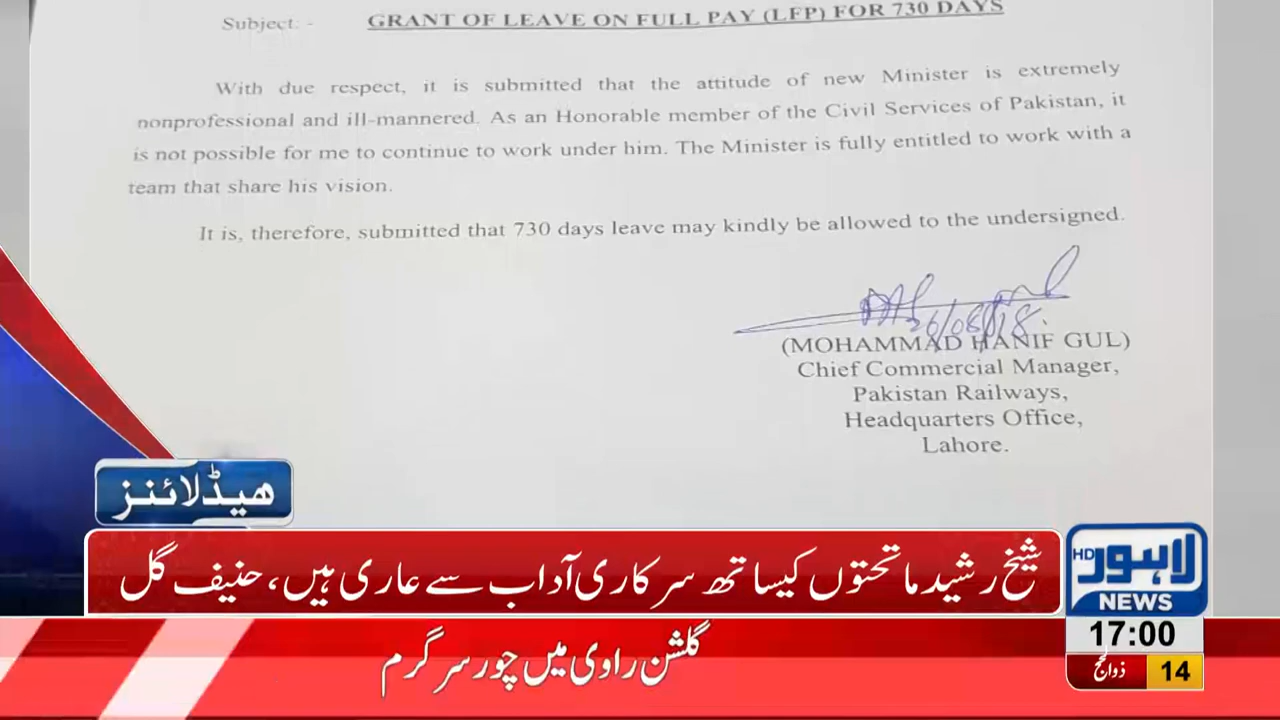 Subject: - GRANT OF LEAVE ON FULL PAY (LFP) FOR 730 DAYS
With due respect, it is submitted that the attitude of new Minister is extremely
nonprofessional and ill-mannered. As an Honorable member of the Civil Services of Pakistan, it
is not possible for me to continue to work under him. The Minister is fully entitled to work with a
team that share his vision.
It is, therefore, submitted that 730 days leave may kindly be allowed to the undersigned.
26/08/18.
(MOHAMMAD HANIF GUL)
Chief Commercial Manager,
Pakistan Railways,
Headquarters Office,
Lahore.
ھیڈلائنز
شیخ رشید ماتحتوں کیساتھ سرکاری آداب سے عاری ہیں، حنیف گل
لاہور HD
NEWS
17:00
گلشن راوی میں چور سرگرم
14 ذوالحج